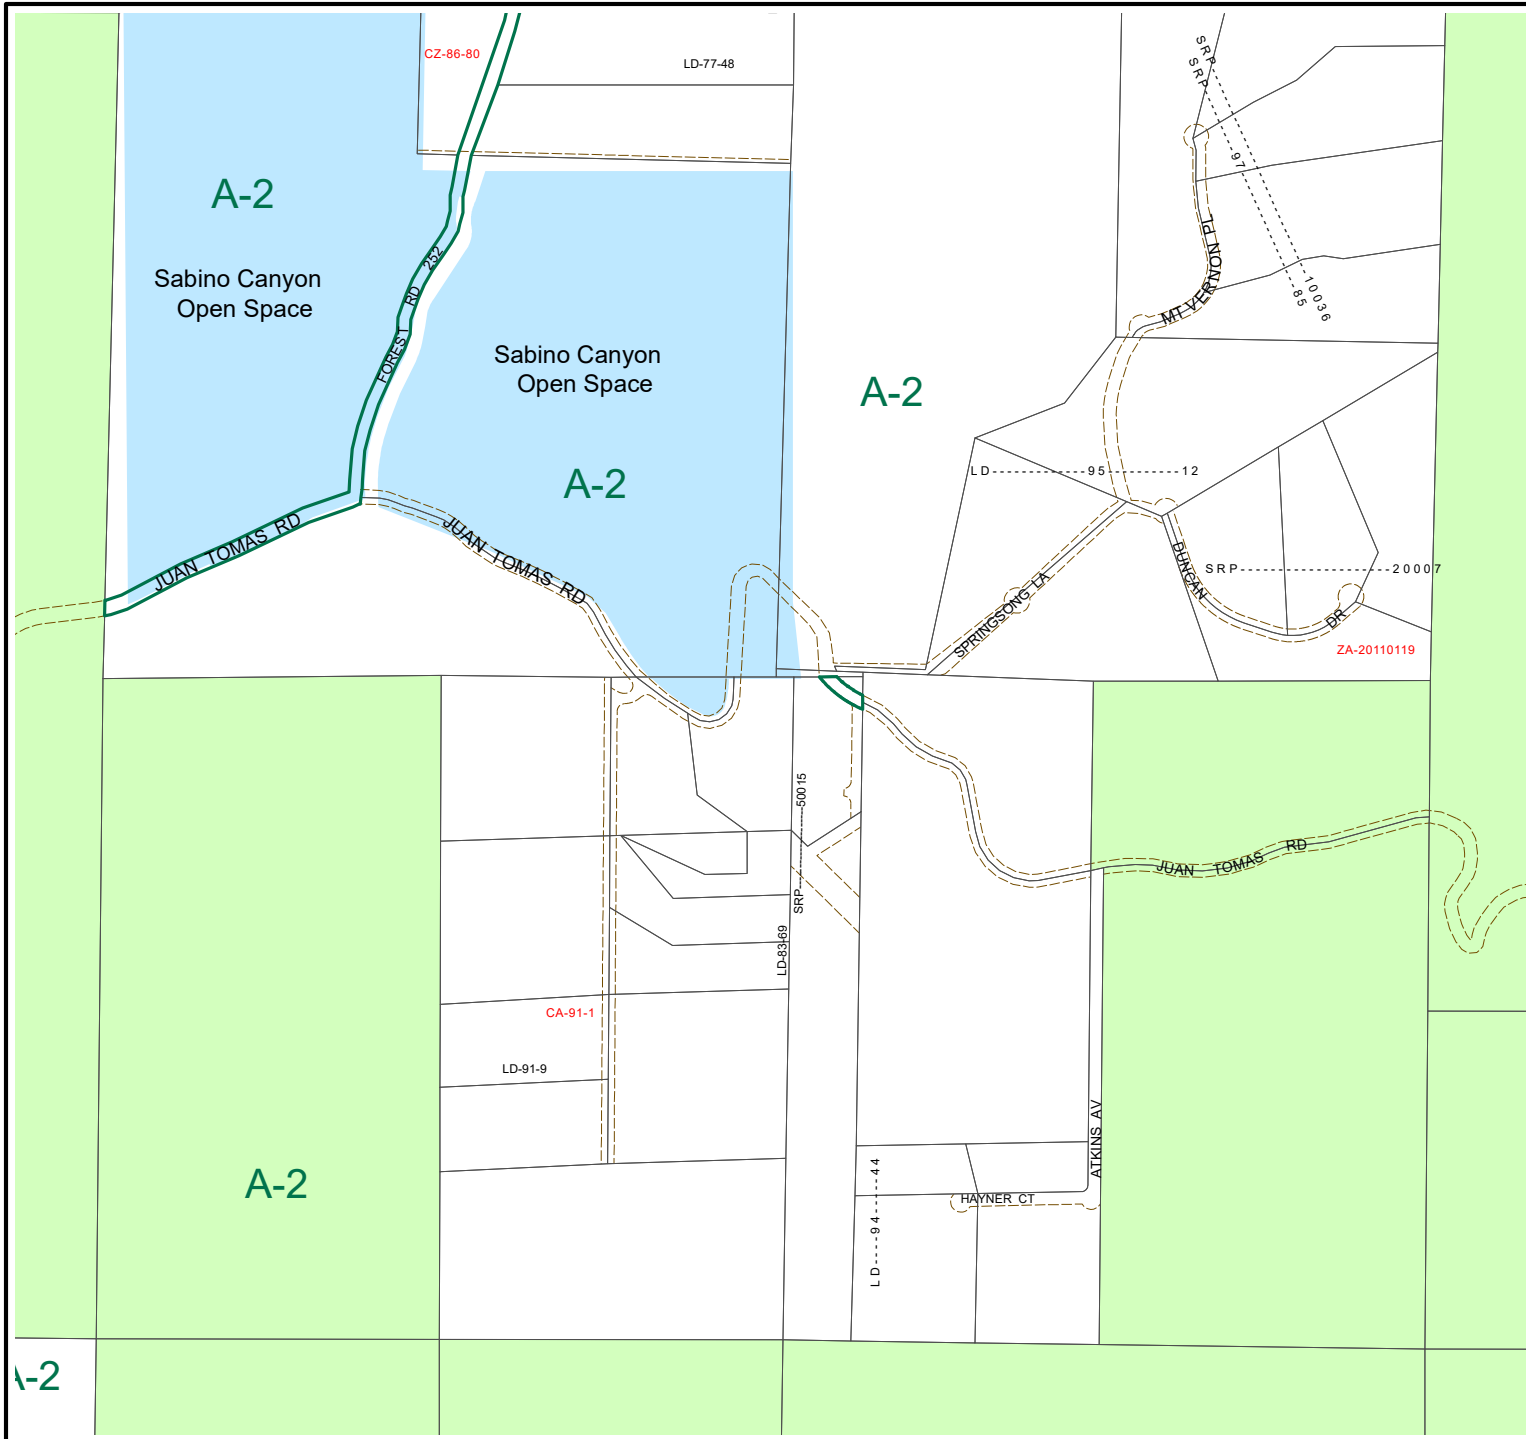 CZ-86-80
LD-77-48
SRP
SRP
97
10036
85
A-2
Sabino Canyon
Open Space
FOREST RD 252
MT VERNON PL
Sabino Canyon
Open Space
A-2
A-2
LD 95 12
JUAN TOMAS RD
JUAN TOMAS RD
SPRINGSONG LA
DUNCAN DR
SRP 20007
ZA-20110119
SRP 50015
JUAN TOMAS RD
LD-83-69
CA-91-1
LD-91-9
ATKINS AV
A-2
LD 94 44
HAYNER CT
A-2